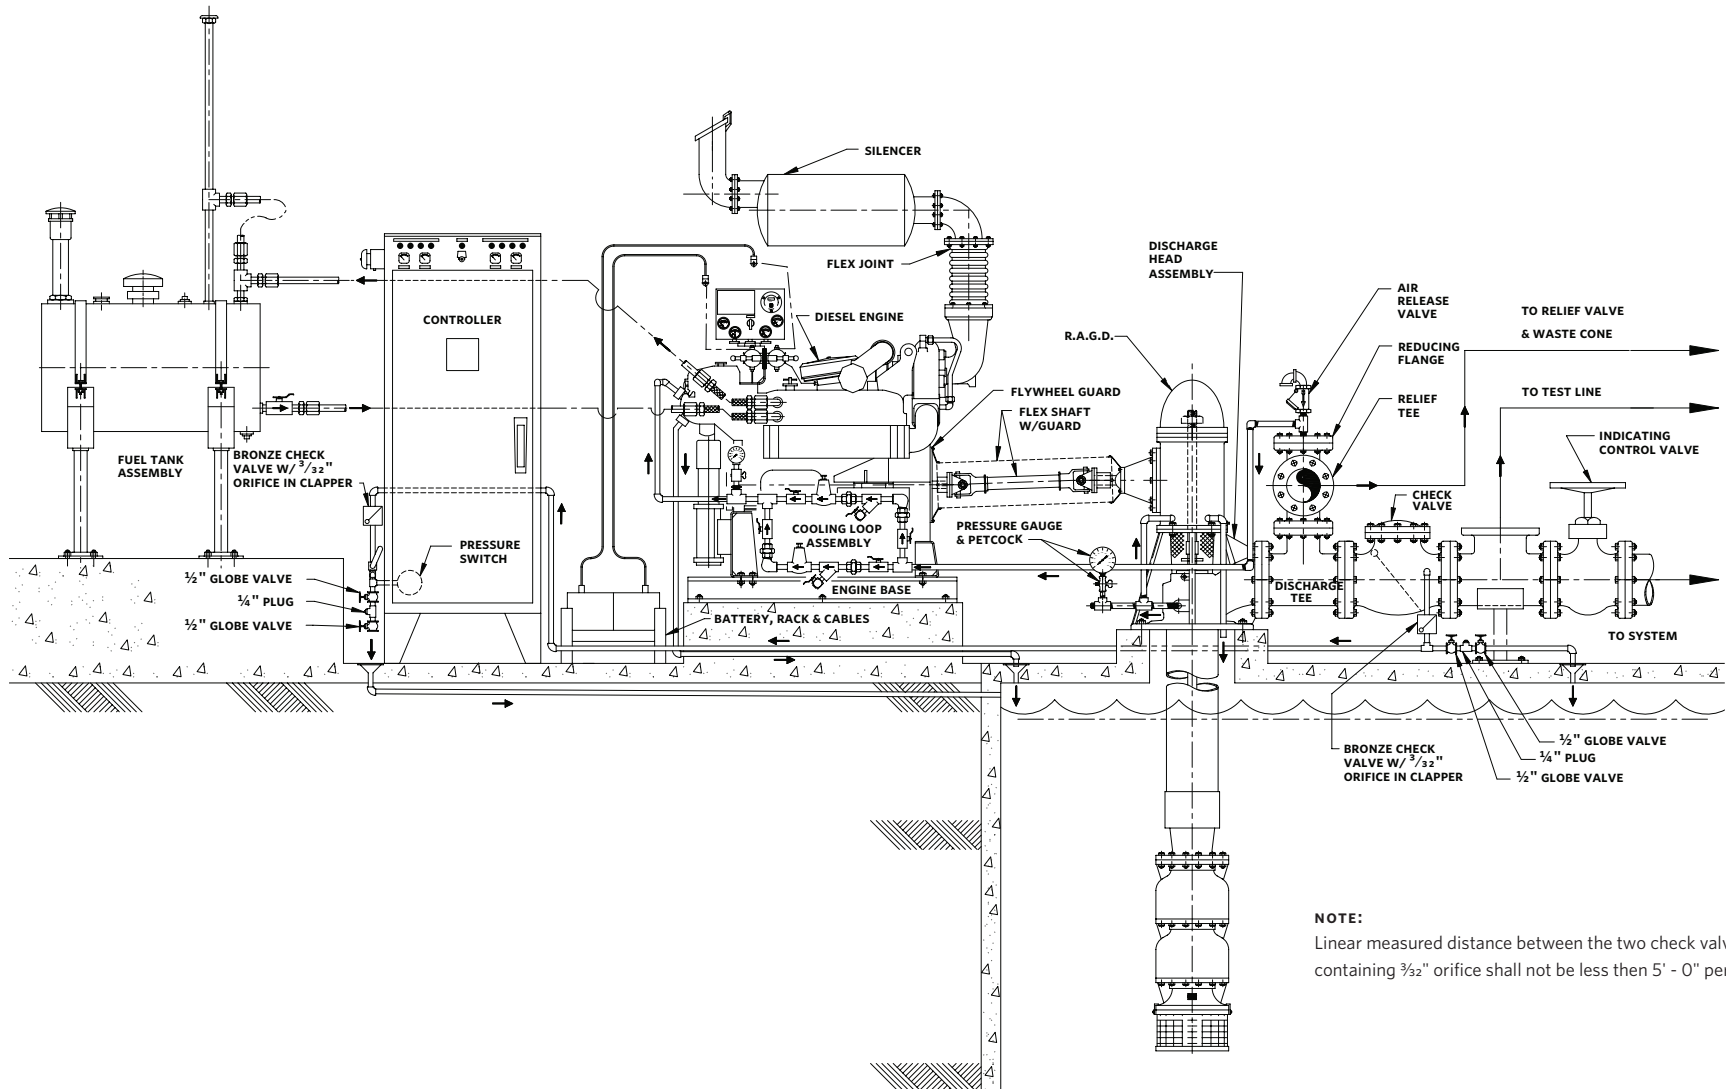 SILENCER
FLEX JOINT
DISCHARGE
HEAD
ASSEMBLY
AIR
RELEASE
VALVE
TO RELIEF VALVE
& WASTE CONE
CONTROLLER
DIESEL ENGINE
R.A.G.D.
REDUCING
FLANGE
FLYWHEEL GUARD
FLEX SHAFT
W/GUARD
RELIEF
TEE
TO TEST LINE
INDICATING
CONTROL VALVE
FUEL TANK
ASSEMBLY
BRONZE CHECK
VALVE W/ 3/32"
ORIFICE IN CLAPPER
CHECK
VALVE
COOLING LOOP
ASSEMBLY
PRESSURE GAUGE
& PETCOCK
PRESSURE
SWITCH
½" GLOBE VALVE
¼" PLUG
½" GLOBE VALVE
ENGINE BASE
DISCHARGE
TEE
BATTERY, RACK & CABLES
TO SYSTEM
BRONZE CHECK
VALVE W/ 3/32"
ORIFICE IN CLAPPER
½" GLOBE VALVE
¼" PLUG
½" GLOBE VALVE
NOTE:
Linear measured distance between the two check
containing 3/32" orifice shall not be less then 5' - 0"